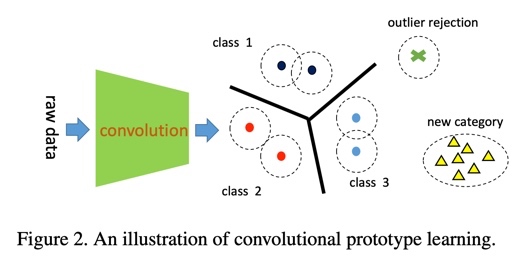 outlier rejection
class 1
raw data
convolution
new category
class 2
class 3
Figure 2. An illustration of convolutional prototype learning.